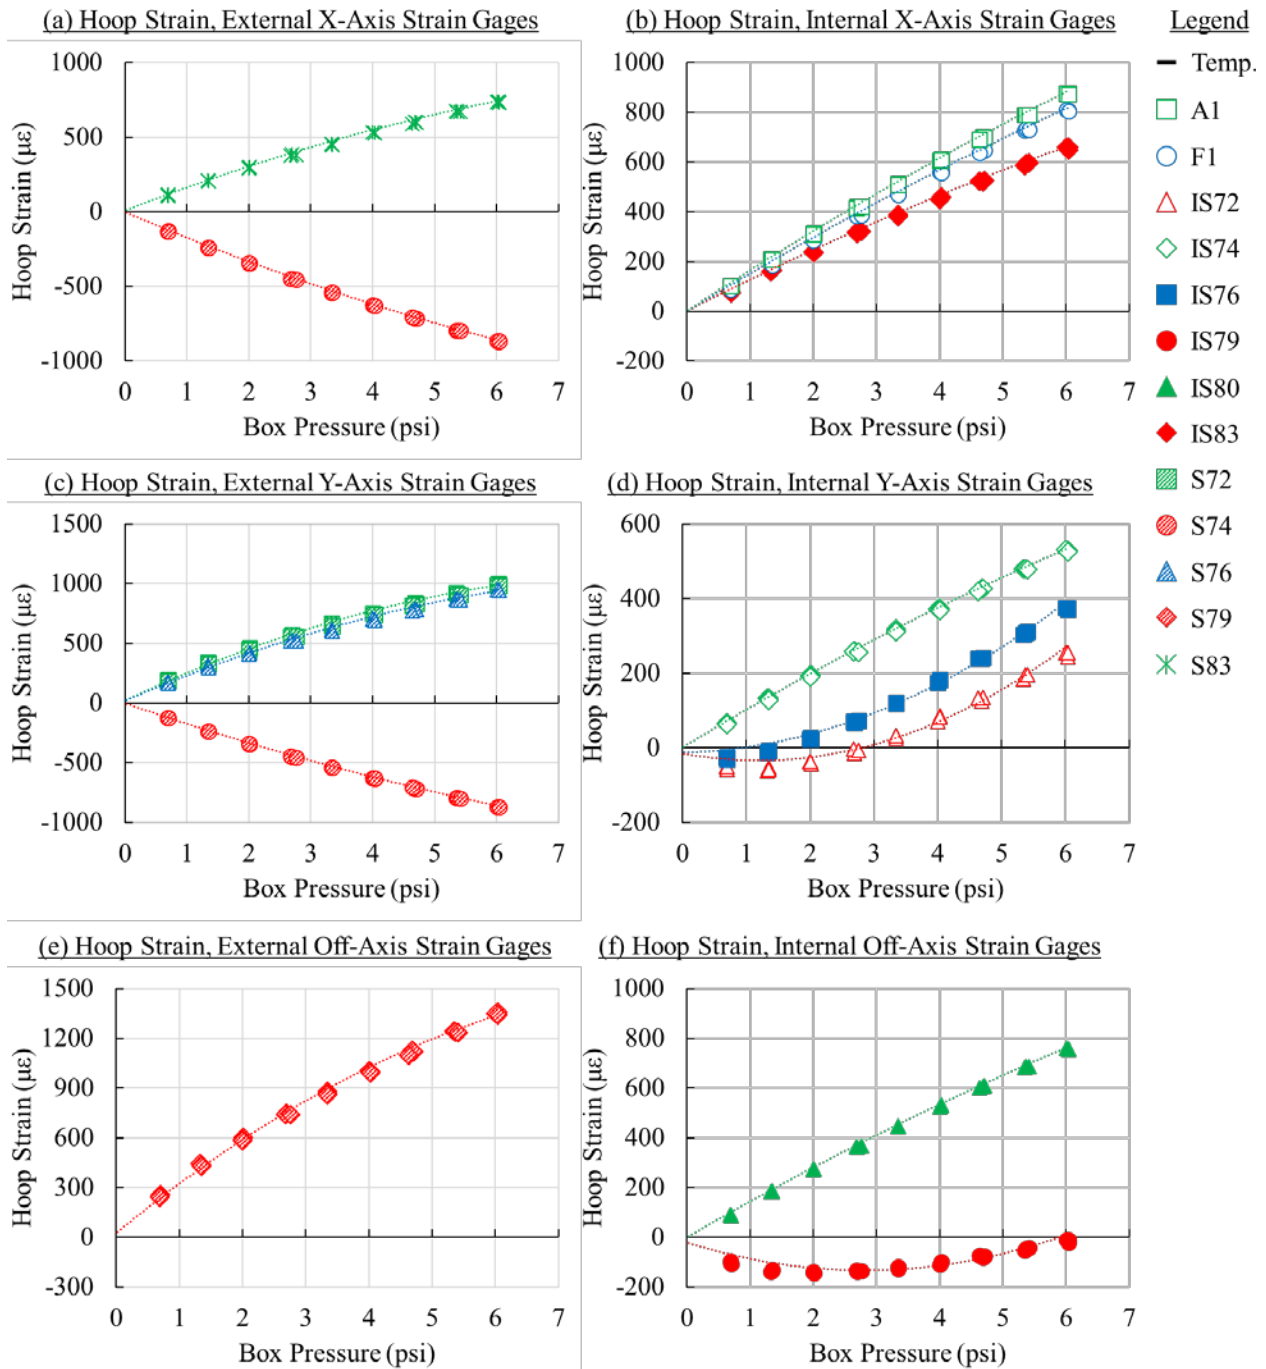 (a) Hoop Strain, External X-Axis Strain Gages
(b) Hoop Strain, Internal X-Axis Strain Gages
Legend
1000
500
0
-500
-1000
0 1 2 3 4 5 6 7
Hoop Strain (με)
Box Pressure (psi)
1000
800
600
400
200
0
-200
0 1 2 3 4 5 6 7
Hoop Strain (με)
Box Pressure (psi)
Temp.
A1
F1
IS72
IS74
IS76
IS79
IS80
IS83
S72
S74
S76
S79
S83
(c) Hoop Strain, External Y-Axis Strain Gages
1500
1000
500
0
-500
-1000
0 1 2 3 4 5 6 7
Hoop Strain (με)
Box Pressure (psi)
(d) Hoop Strain, Internal Y-Axis Strain Gages
600
400
200
0
-200
0 1 2 3 4 5 6 7
Hoop Strain (με)
Box Pressure (psi)
(e) Hoop Strain, External Off-Axis Strain Gages
1500
1200
900
600
300
0
-300
0 1 2 3 4 5 6 7
Hoop Strain (με)
Box Pressure (psi)
(f) Hoop Strain, Internal Off-Axis Strain Gages
1000
800
600
400
200
0
-200
0 1 2 3 4 5 6 7
Hoop Strain (με)
Box Pressure (psi)